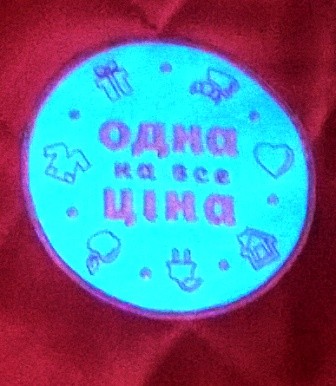 одна
на все
ціна